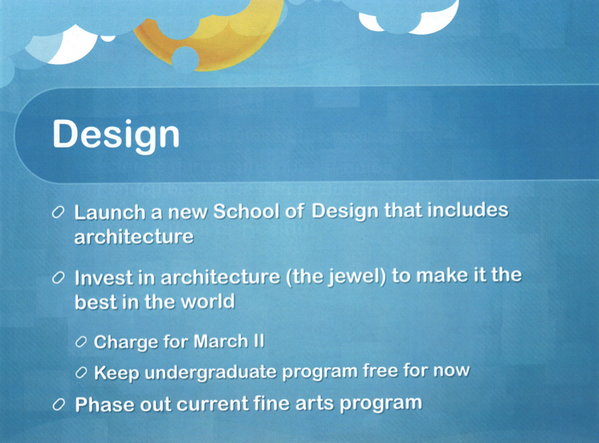 Design
Launch a new School of Design that includes
architecture
Invest in architecture (the jewel) to make it the
best in the world
Charge for March II
Keep undergraduate program free for now
Phase out current fine arts program